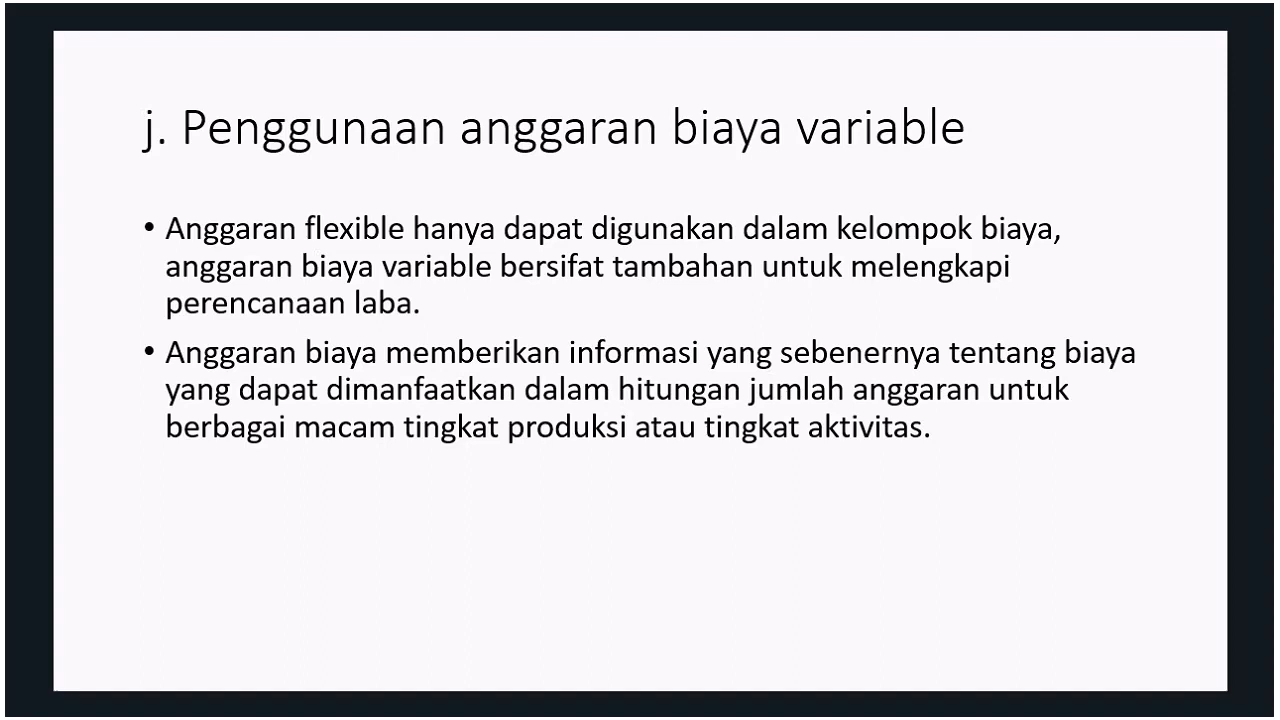 j. Penggunaan anggaran biaya variable
• Anggaran flexible hanya dapat digunakan dalam kelompok biaya,
anggaran biaya variable bersifat tambahan untuk melengkapi
perencanaan laba.
• Anggaran biaya memberikan informasi yang sebenernya tentang biaya
yang dapat dimanfaatkan dalam hitungan jumlah anggaran untuk
berbagai macam tingkat produksi atau tingkat aktivitas.